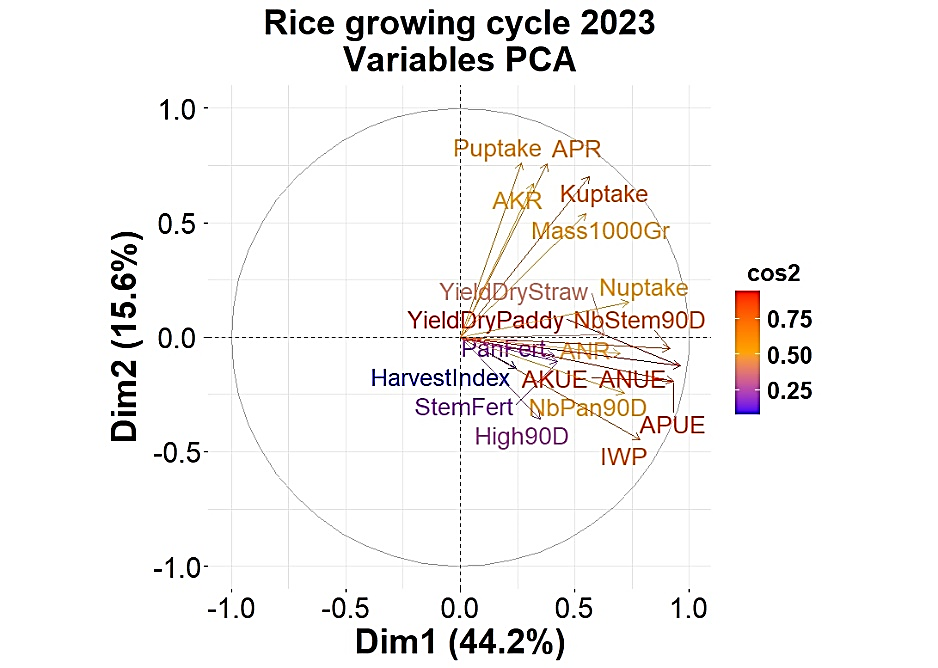 Rice growing cycle 2023
Variables PCA
1.0
Puptake APR
AKR
Kuptake
Mass1000Gr
0.5
YieldDryStraw
Nuptake
YieldDryPaddy
NbStem90D
0.0
PanFert
ANR
HarvestIndex
AKUE
ANUE
StemFert
NbPan90D
APUE
High90D
IWP
-0.5
-1.0
Dim2 (15.6%)
-1.0
-0.5
0.0
0.5
1.0
Dim1 (44.2%)
cos2
0.75
0.50
0.25